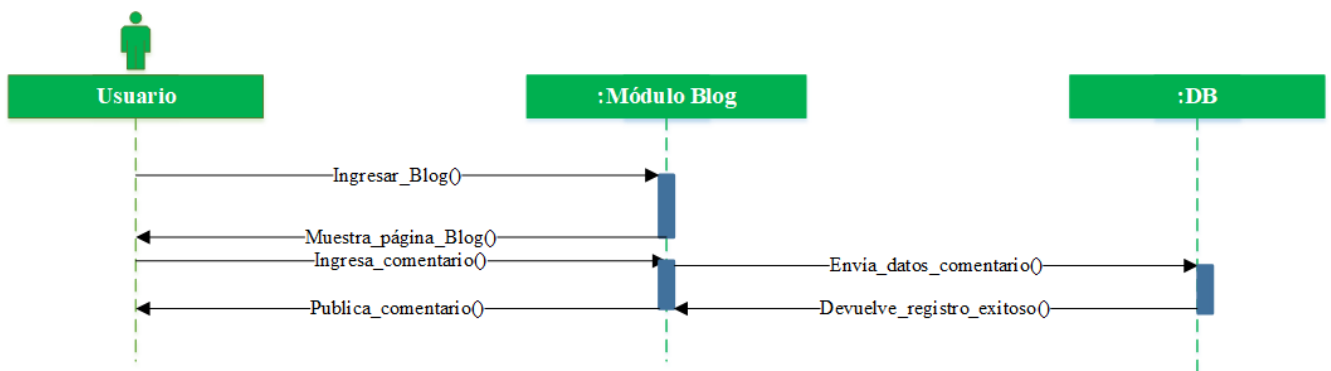 Usuario
:Módulo Blog
:DB
Ingresar_Blog()
Muestra_página_Blog()
Ingresa_comentario()
Envia_datos_comentario()
Publica_comentario()
Devuelve_registro_exitoso()